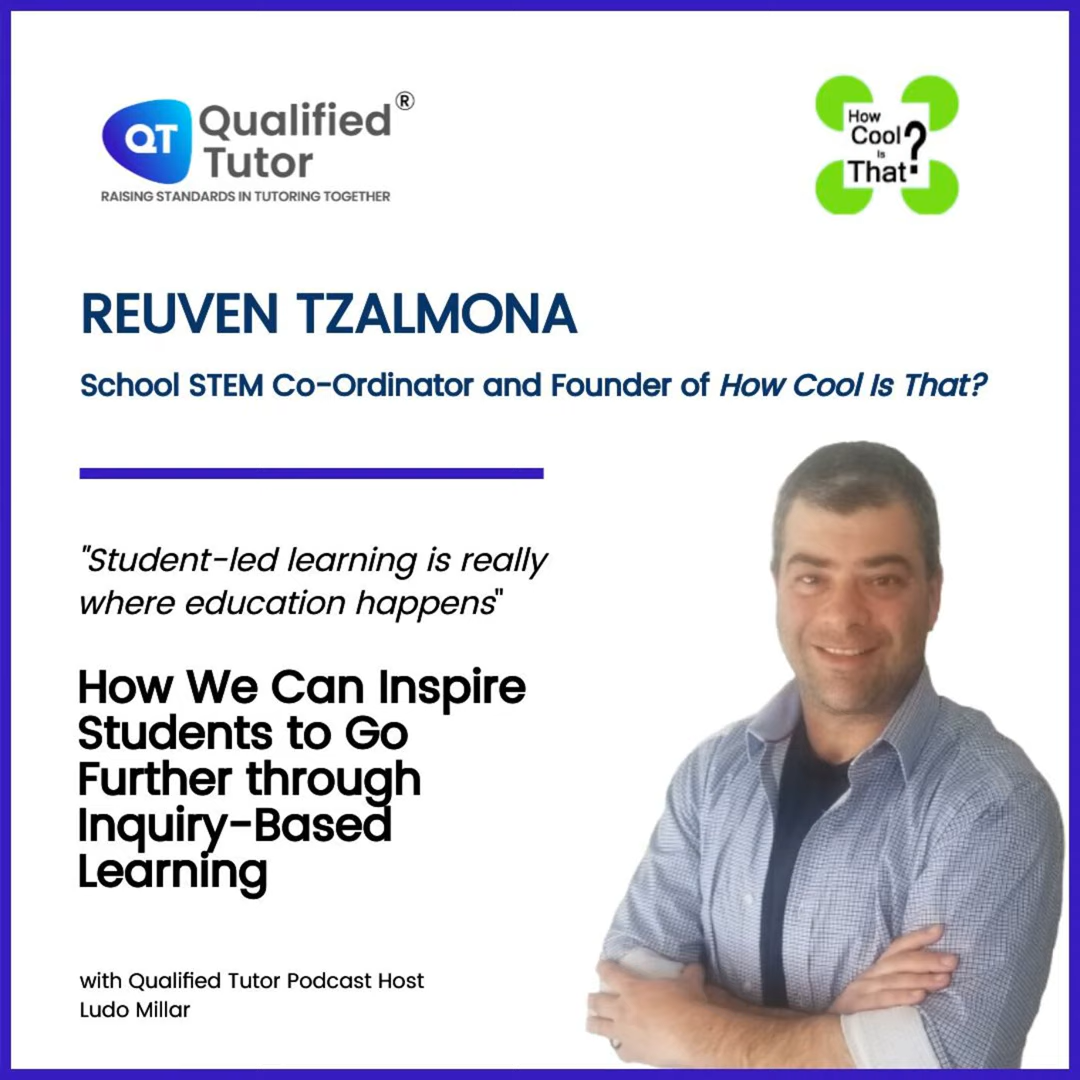 QT
Qualified®
Tutor
RAISING STANDARDS IN TUTORING TOGETHER
How
Cool
Is
That?
REUVEN TZALMONA
School STEM Co-Ordinator and Founder of How Cool Is That?
"Student-led learning is really
where education happens"
How We Can Inspire
Students to Go
Further through
Inquiry-Based
Learning
with Qualified Tutor Podcast Host
Ludo Millar